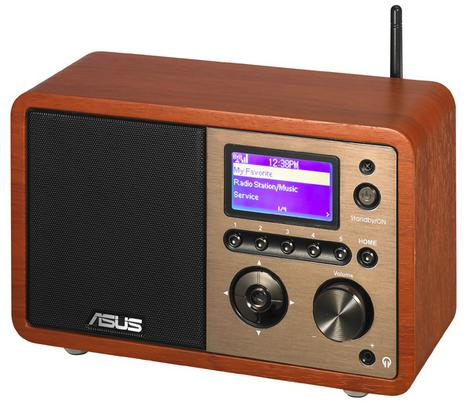 12:38PM
My Favorite
Radio Station/Music
Service
1/4
Standby/ON
1 2 3 4 5 HOME
Volume
- +
ASUS